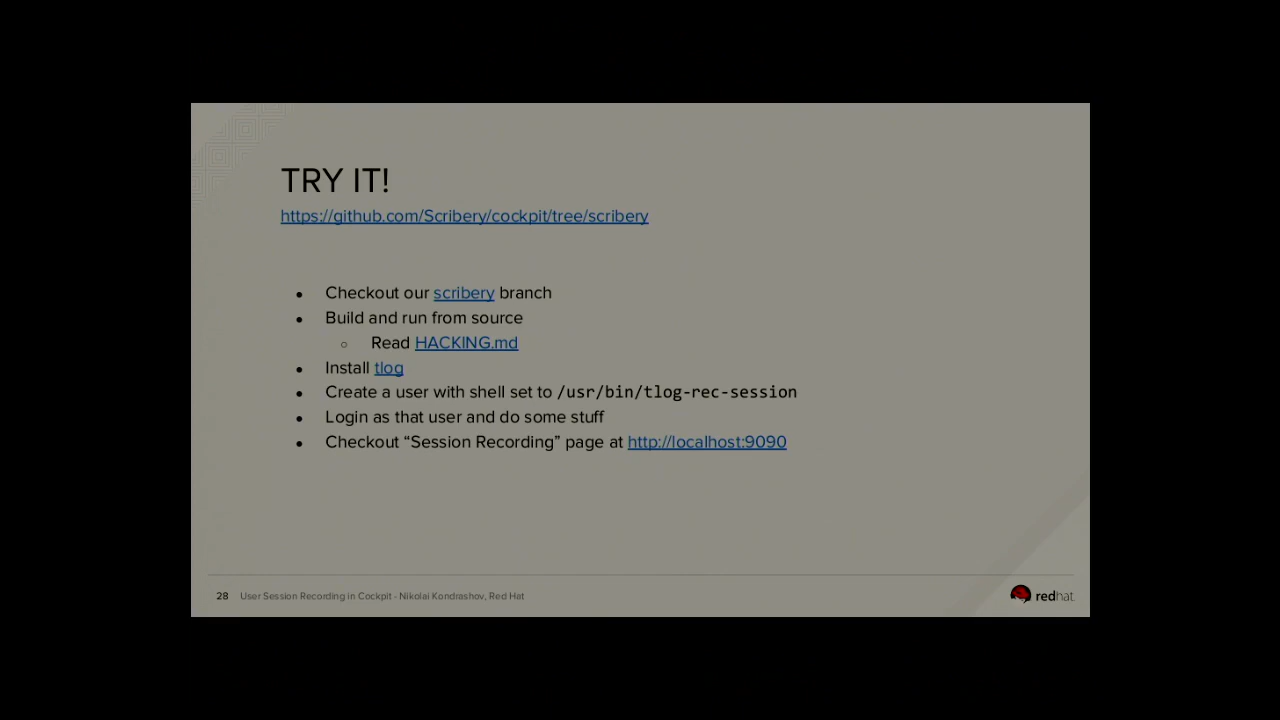 TRY IT!
https://github.com/Scribery/cockpit/tree/scribery
● Checkout our scribery branch
● Build and run from source
○ Read HACKING.md
● Install tlog
● Create a user with shell set to /usr/bin/tlog-rec-session
● Login as that user and do some stuff
● Checkout “Session Recording” page at http://localhost:9090
28 User Session Recording in Cockpit - Nikolai Kondrashov, Red Hat
redhat